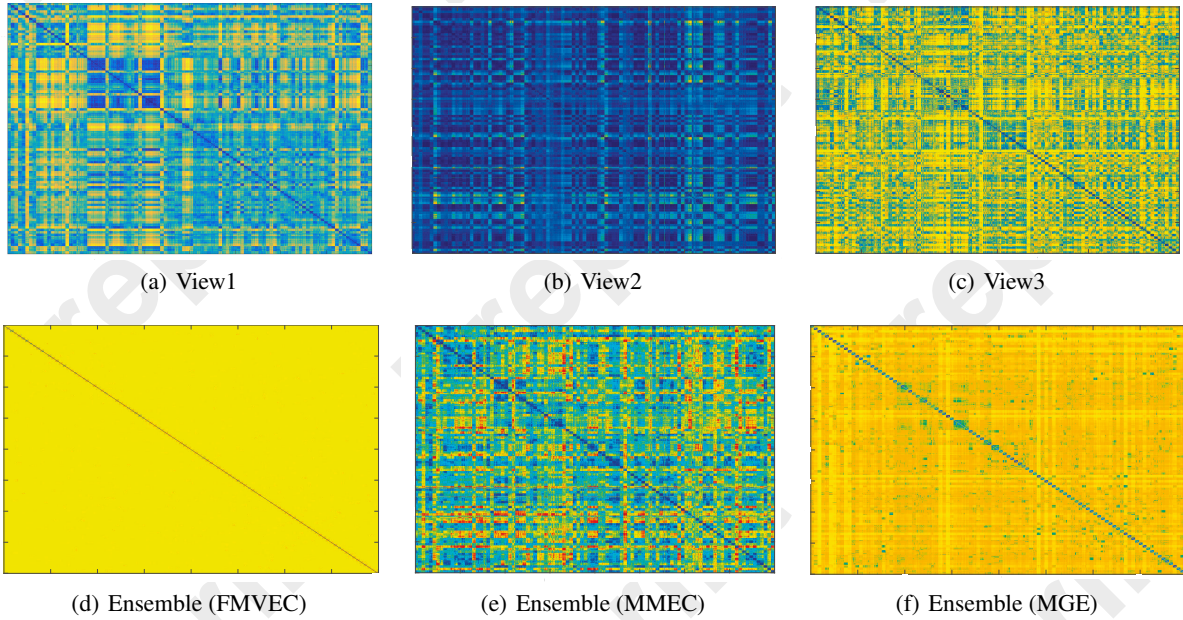 (a) View1
(b) View2
(c) View3
(d) Ensemble (FMVEC)
(e) Ensemble (MMEC)
(f) Ensemble (MGE)